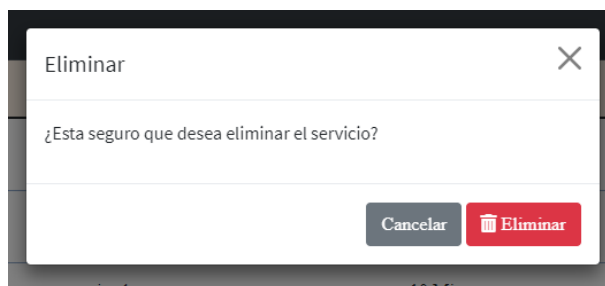 Eliminar
¿Esta seguro que desea eliminar el servicio?
Cancelar
Eliminar